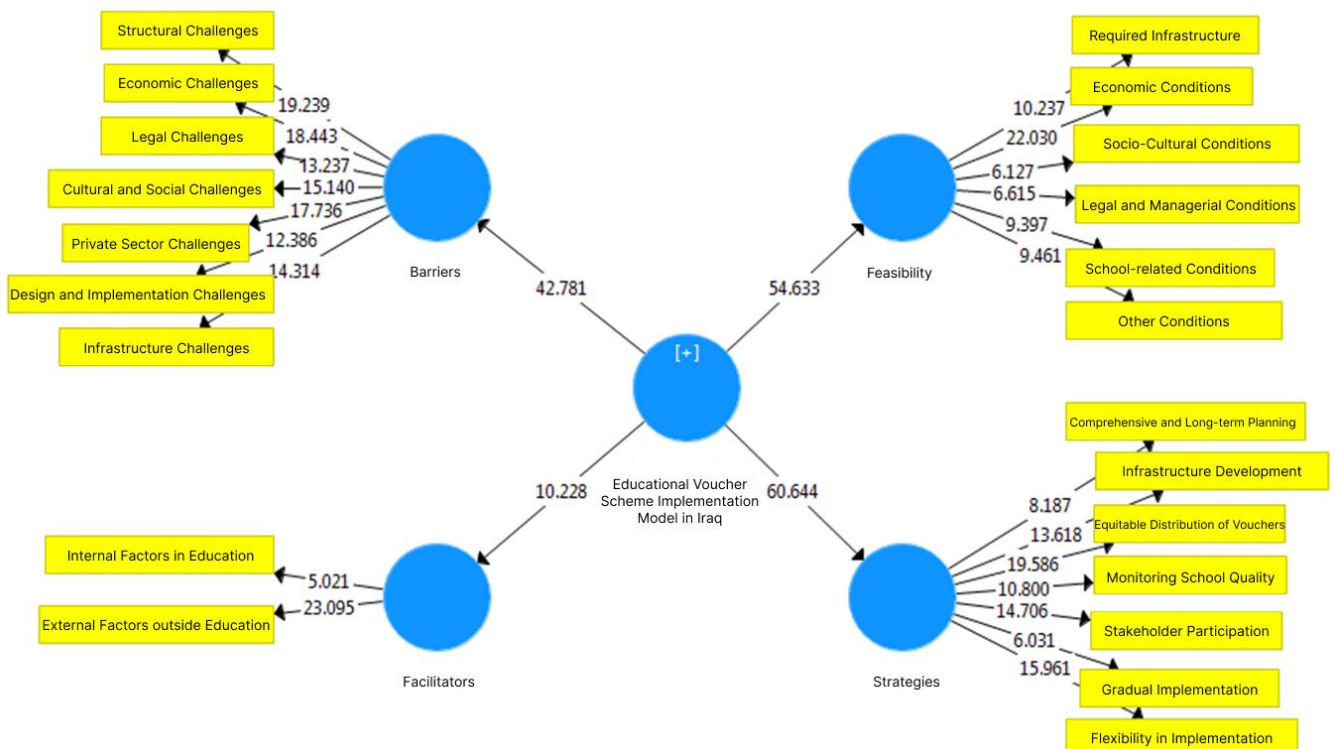 Structural Challenges
Economic Challenges
Legal Challenges
Cultural and Social Challenges
Private Sector Challenges
Design and Implementation Challenges
Infrastructure Challenges
19.239
18.443
13.237
15.140
17.736
12.386
14.314
Barriers
42.781
Required Infrastructure
Economic Conditions
Socio-Cultural Conditions
Legal and Managerial Conditions
School-related Conditions
Other Conditions
10.237
22.030
6.127
6.615
9.397
9.461
Feasibility
54.633
[+]
Educational Voucher
Scheme Implementation
Model in Iraq
10.228
60.644
Internal Factors in Education
External Factors outside Education
5.021
23.095
Facilitators
Comprehensive and Long-term Planning
Infrastructure Development
Equitable Distribution of Vouchers
Monitoring School Quality
Stakeholder Participation
Gradual Implementation
Flexibility in Implementation
8.187
13.618
19.586
10.800
14.706
6.031
15.961
Strategies